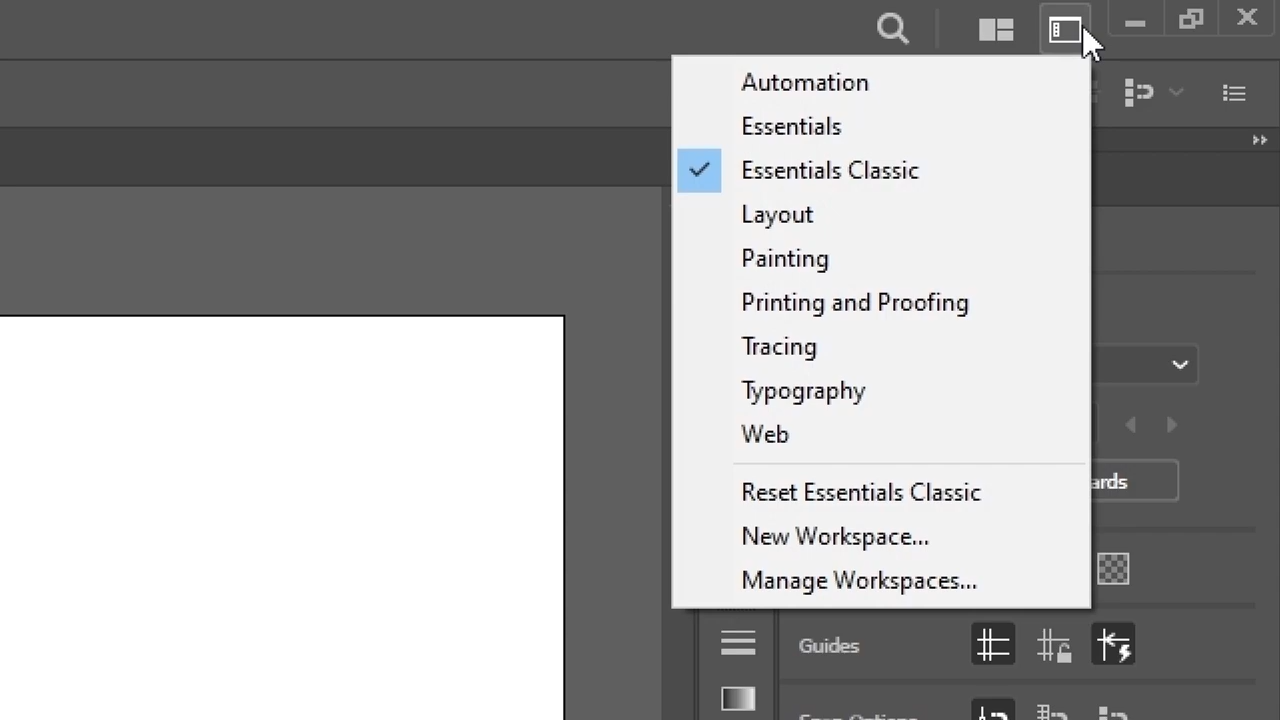 Automation
Essentials
Essentials Classic
Layout
Painting
Printing and Proofing
Tracing
Typography
Web
Reset Essentials Classic
New Workspace...
Manage Workspaces...
Guides